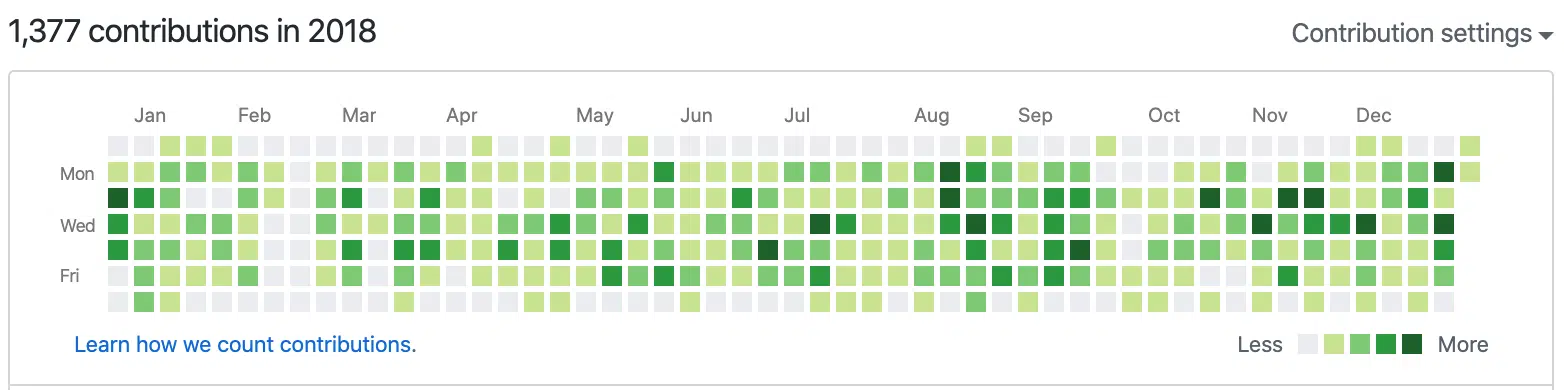 1,377 contributions in 2018
Contribution settings
Jan Feb Mar Apr May Jun Jul Aug Sep Oct Nov Dec
Mon
Wed
Fri
Learn how we count contributions.
Less More